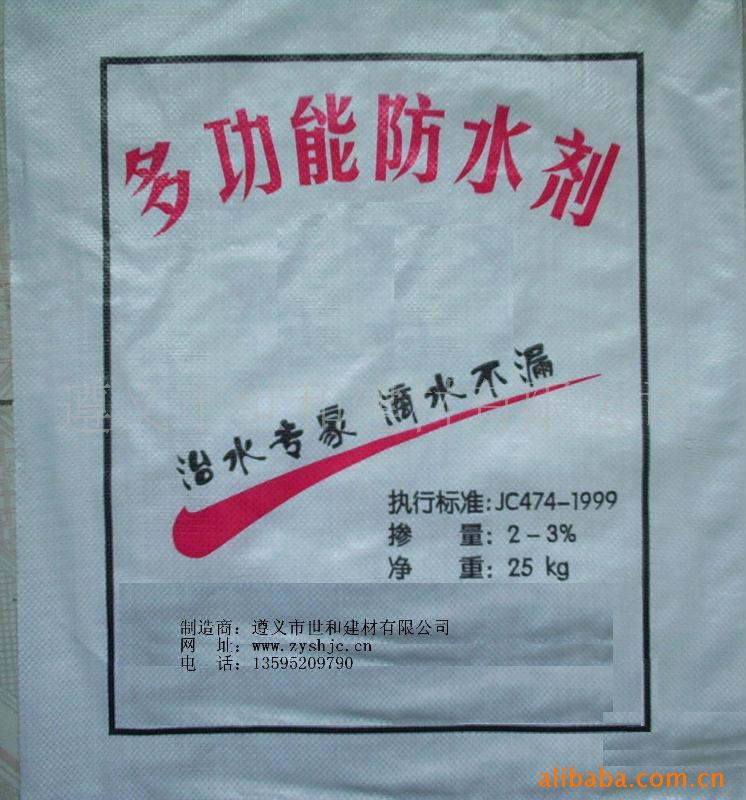 多功能防水剂
治水专家 滴水不漏
执行标准:JC474-1999
掺 量:2-3%
净 重:25 kg
制造商:遵义市世和建材有限公司
网 址:www.zyshjc.cn
电 话:13595209790
alibaba.com.cn